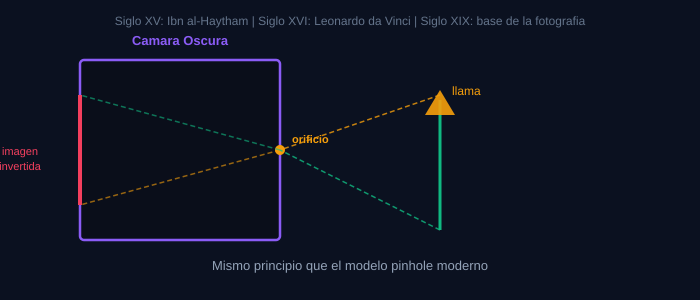 Siglo XV: Ibn al-Haytham | Siglo XVI: Leonardo da Vinci | Siglo XIX: base de la fotografia
Camara Oscura
llama
orificio
imagen
invertida
Mismo principio que el modelo pinhole moderno